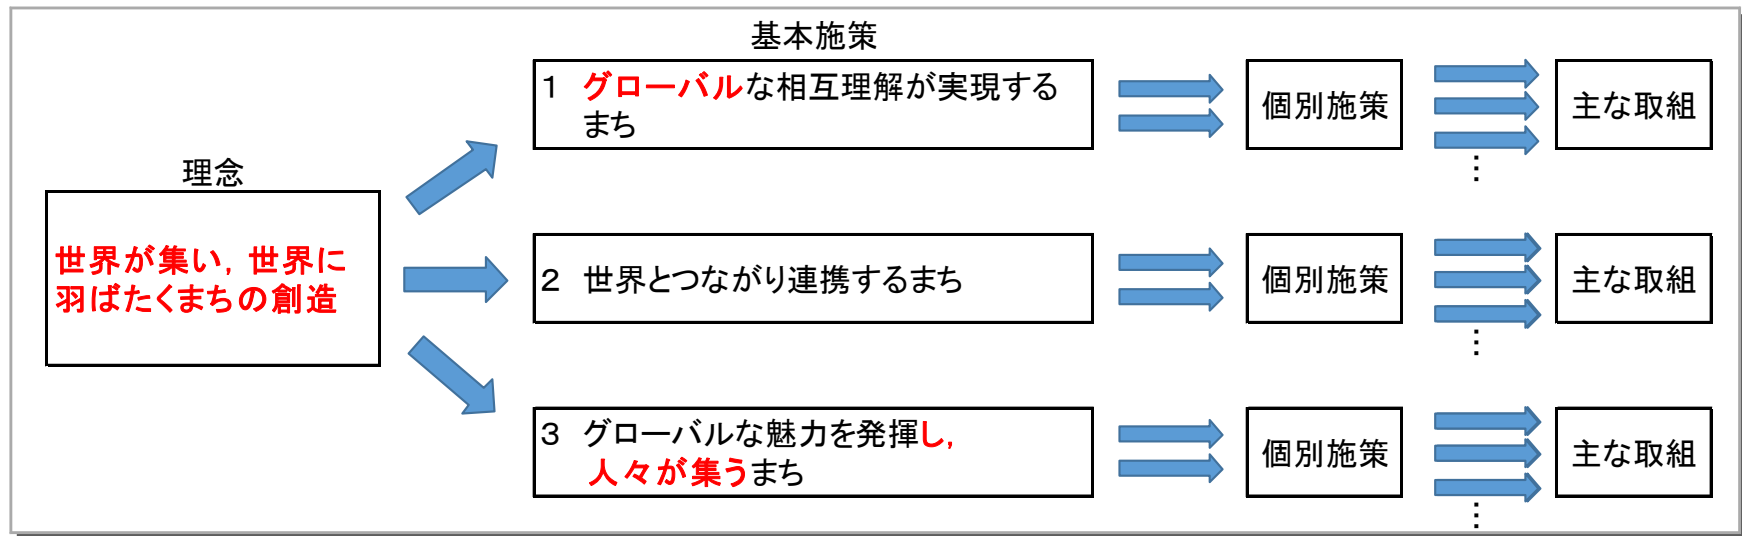 基本施策
1 グローバルな相互理解が実現する
まち
個別施策
主な取組
⋮
理念
世界が集い，世界に
羽ばたくまちの創造
2 世界とつながり連携するまち
個別施策
主な取組
⋮
3 グローバルな魅力を発揮し，
人々が集うまち
個別施策
主な取組
⋮